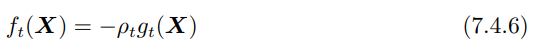 f_t(X) = −ρ_t g_t(X) (7.4.6)